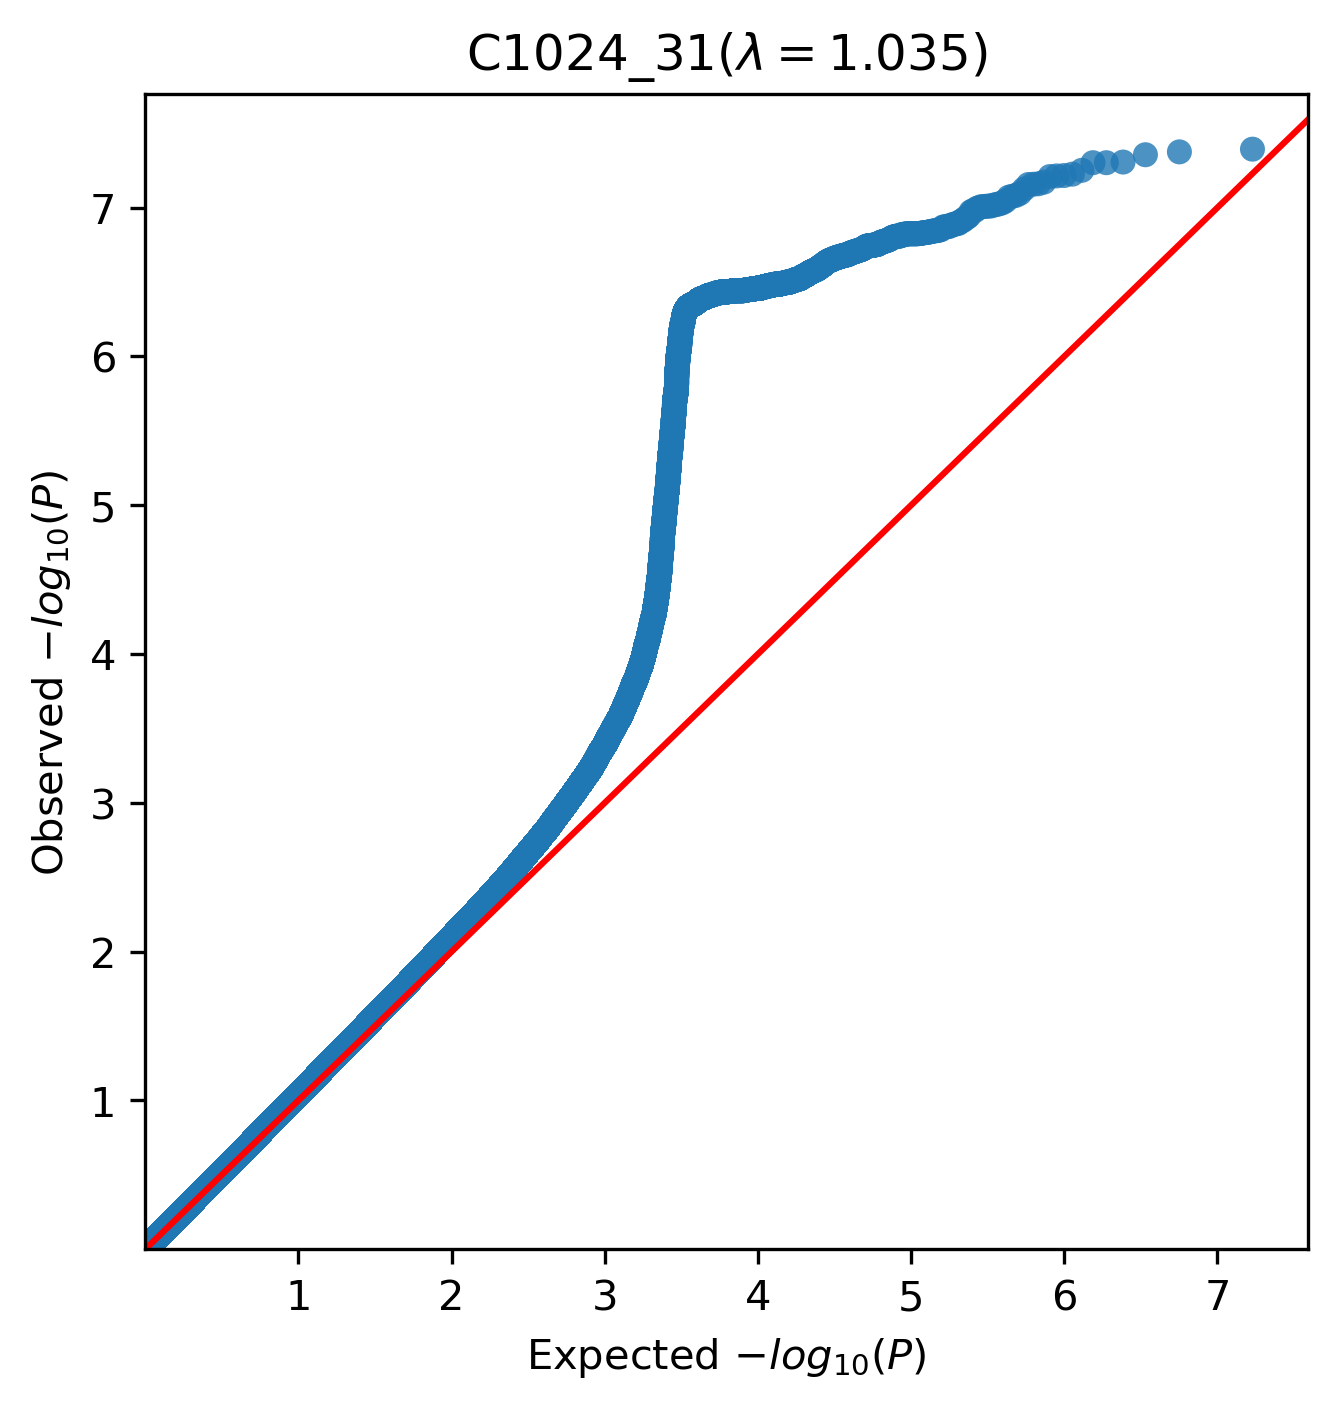 C1024_31(λ = 1.035)
Observed −log₁₀(P)
7
6
5
4
3
2
1
1 2 3 4 5 6 7
Expected −log₁₀(P)